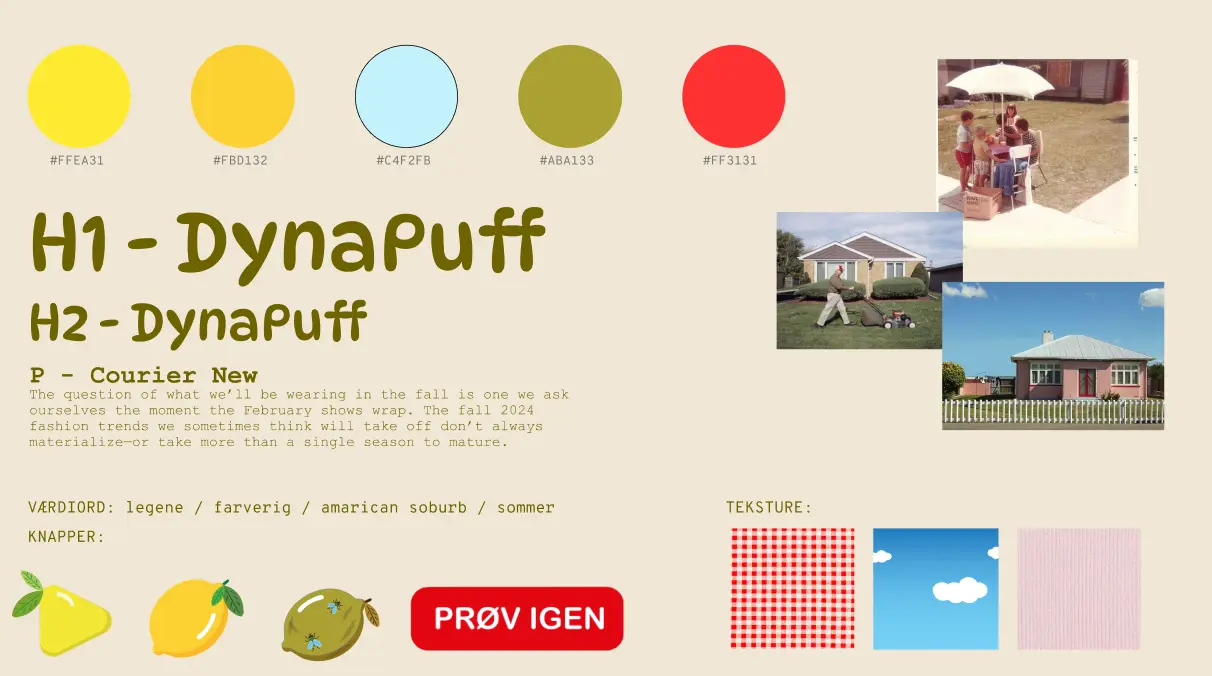 #FFEA31
#FBD132
#C4F2FB
#ABA133
#FF3131
H1 - DynaPuff
H2 - DynaPuff
P - Courier New
The question of what we’ll be wearing in the fall is one we ask
ourselves the moment the February shows wrap. The fall 2024
fashion trends we sometimes think will take off don’t always
materialize—or take more than a single season to mature.
VÆRDIORD: legene / farverig / amarican soburb / sommer
KNAPPER:
PRØV IGEN
TEKSTURE: